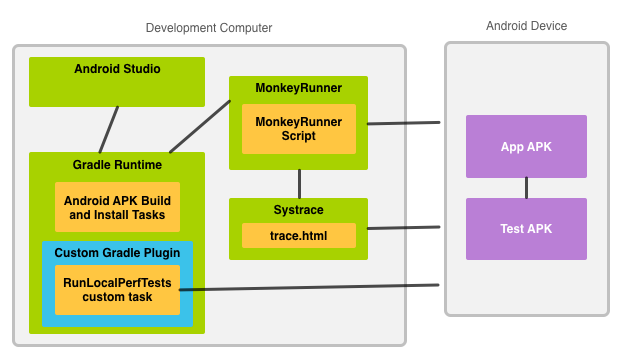 Development Computer
Android Device
Android Studio
MonkeyRunner
MonkeyRunner
Script
Gradle Runtime
Android APK Build
and Install Tasks
Systrace
trace.html
Custom Gradle Plugin
RunLocalPerfTests
custom task
App APK
Test APK